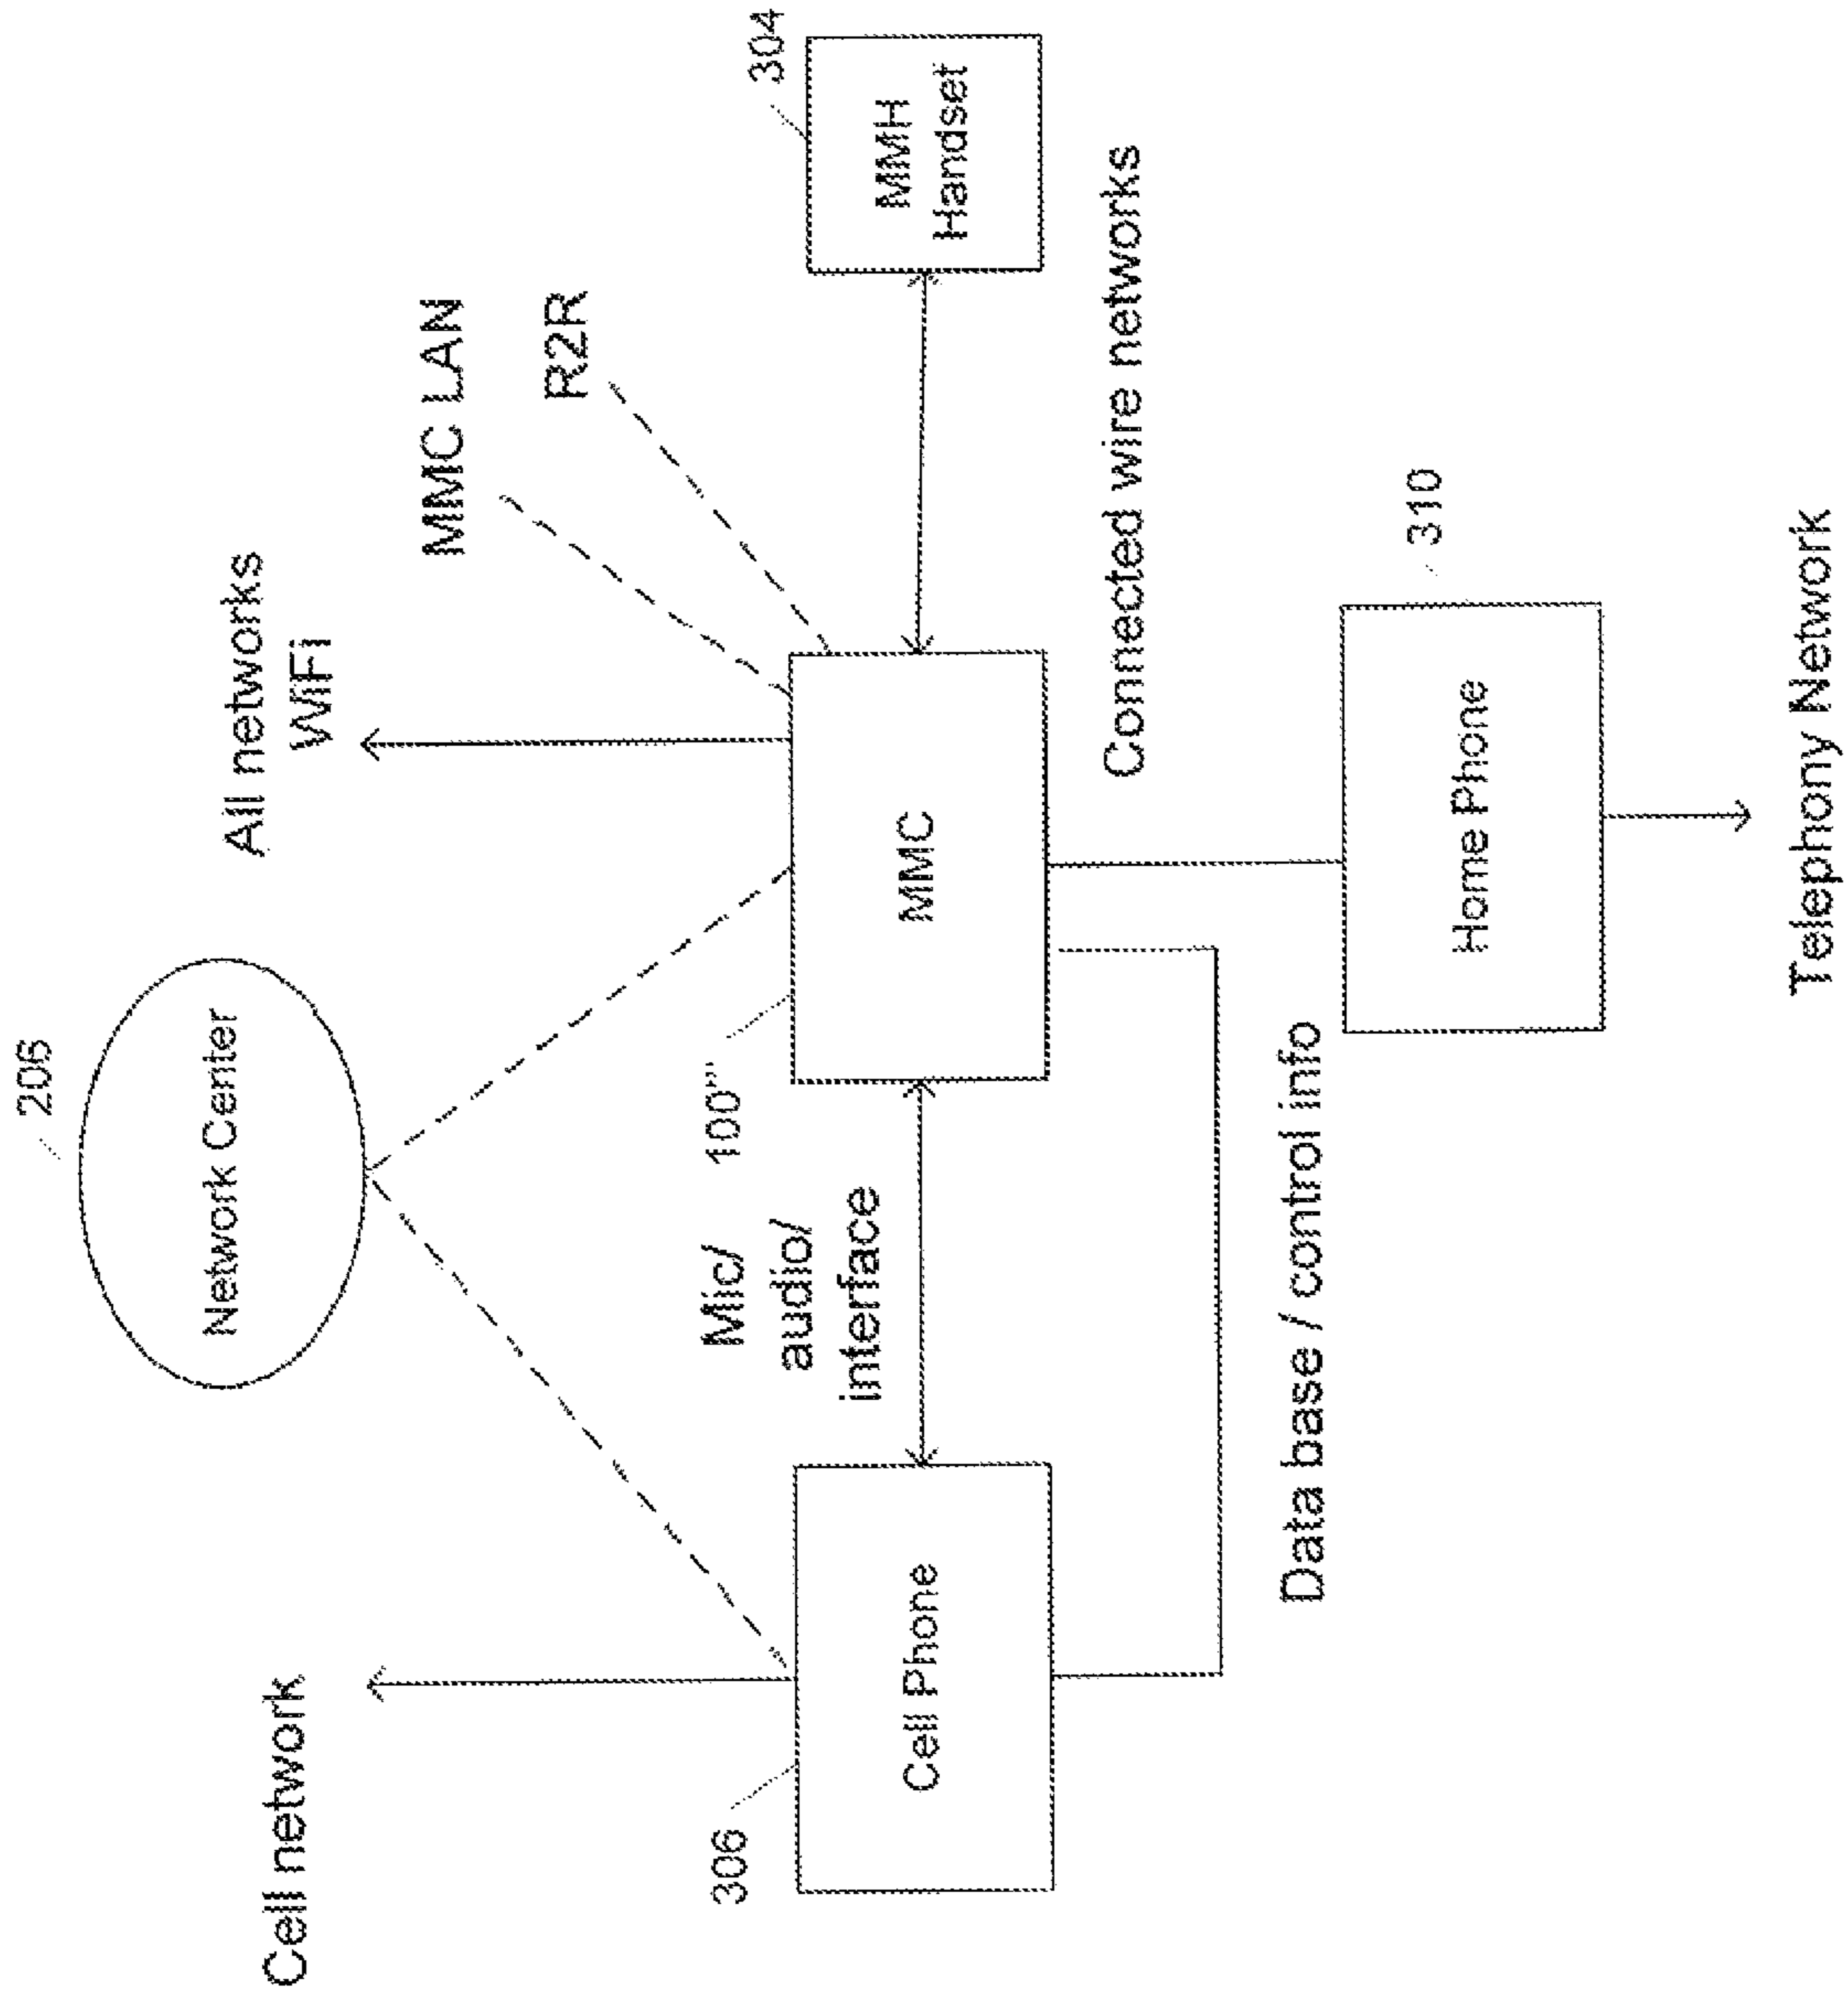 206
Network Center
All networks
WiFi
Cell network
MMC LAN
R2R
304
MMH
Handset
Mic/
audio/
interface
100'''
MMC
306
Cell Phone
Connected wire networks
Data base / control info
310
Home Phone
Telephony Network